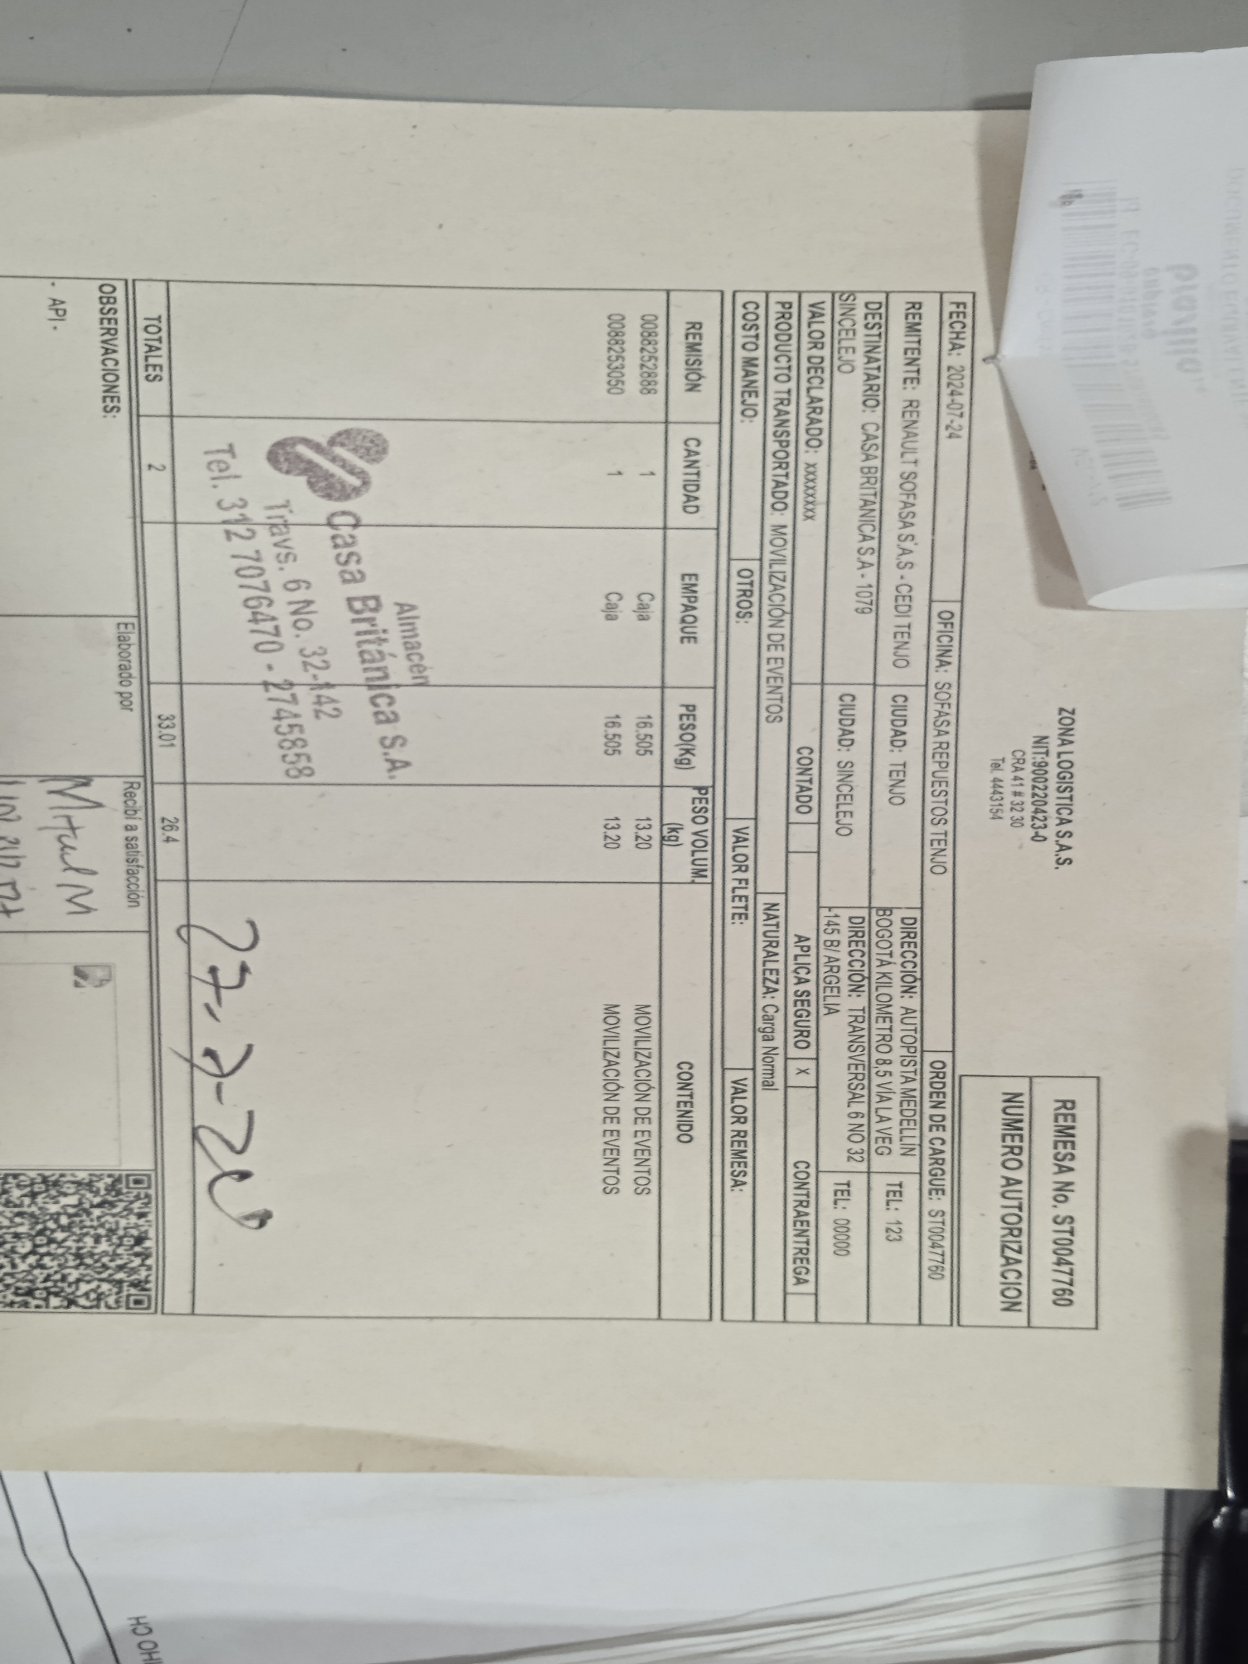 ZONA LOGISTICA S.A.S.
NIT:900220423-0
CRA 41 # 32 30
Tel. 4443154
REMESA No. ST0047760
NUMERO AUTORIZACION
FECHA: 2024-07-24 OFICINA: SOFASA REPUESTOS TENJO ORDEN DE CARGUE: ST0047760
REMITENTE: RENAULT SOFASA S.A.S - CEDI TENJO CIUDAD: TENJO DIRECCIÓN: AUTOPISTA MEDELLIN BOGOTÁ KILOMETRO 8,5 VÍA LA VEG TEL: 123
DESTINATARIO: CASA BRITANICA S.A - 1079 SINCELEJO CIUDAD: SINCELEJO DIRECCIÓN: TRANSVERSAL 6 NO 32 -145 B/ ARGELIA TEL: 00000
VALOR DECLARADO: xxxxxxxx CONTADO APLICA SEGURO X CONTRAENTREGA
PRODUCTO TRANSPORTADO: MOVILIZACIÓN DE EVENTOS NATURALEZA: Carga Normal
COSTO MANEJO: OTROS: VALOR FLETE: VALOR REMESA:
REMISIÓN CANTIDAD EMPAQUE PESO(Kg) PESO VOLUM. (kg) CONTENIDO
0088252888 1 Caja 16.505 13.20 MOVILIZACIÓN DE EVENTOS
0088253050 1 Caja 16.505 13.20 MOVILIZACIÓN DE EVENTOS
Almacén
Casa Británica S.A.
Travs. 6 No. 32-142
Tel. 312 7076470 - 2745858
TOTALES 2 33.01 26.4
OBSERVACIONES: Elaborado por Recibí a satisfacción
- API -